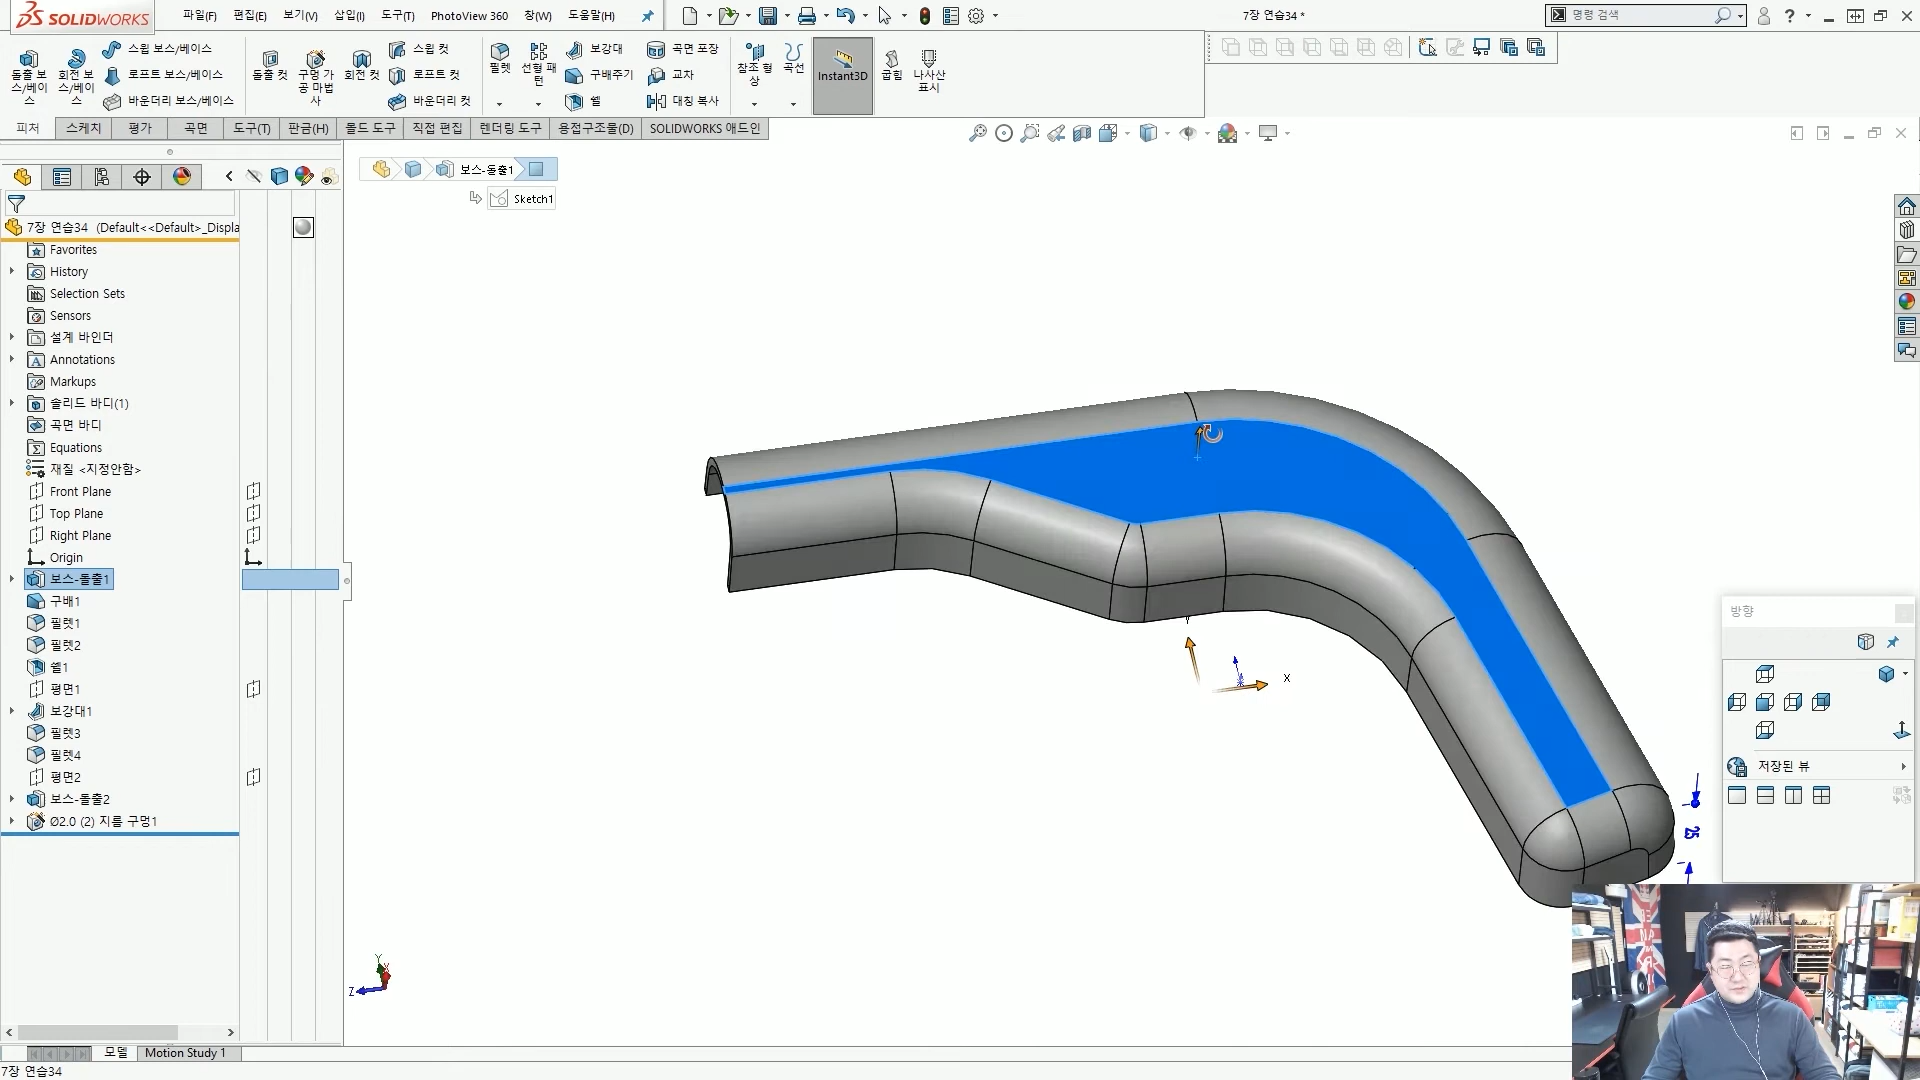 SOLIDWORKS
파일(F)
편집(E)
보기(V)
삽입(I)
도구(T)
PhotoView 360
창(W)
도움말(H)
7장 연습34 *
명령 검색
돌출 보스/베이스
회전 보스/베이스
스윕 보스/베이스
로프트 보스/베이스
바운더리 보스/베이스
돌출 컷
구멍 가공 마법사
회전 컷
스윕 컷
로프트 컷
바운더리 컷
필렛
선형 패턴
보강대
구배주기
쉘
곡면 포장
교차
대칭 복사
참조 형상
곡선
Instant3D
굽힘
나사산 표시
피처
스케치
평가
곡면
도구(T)
판금(H)
몰드 도구
직접 편집
렌더링 도구
용접구조물(D)
SOLIDWORKS 애드인
보스-돌출1
Sketch1
7장 연습34 (Default<<Default>_Displa
Favorites
History
Selection Sets
Sensors
설계 바인더
Annotations
Markups
솔리드 바디(1)
곡면 바디
Equations
재질 <지정안함>
Front Plane
Top Plane
Right Plane
Origin
보스-돌출1
구배1
필렛1
필렛2
쉘1
평면1
보강대1
필렛3
필렛4
평면2
보스-돌출2
Ø2.0 (2) 지름 구멍1
Y
X
25
방향
저장된 뷰
Y
X
Z
모델
Motion Study 1
7장 연습34